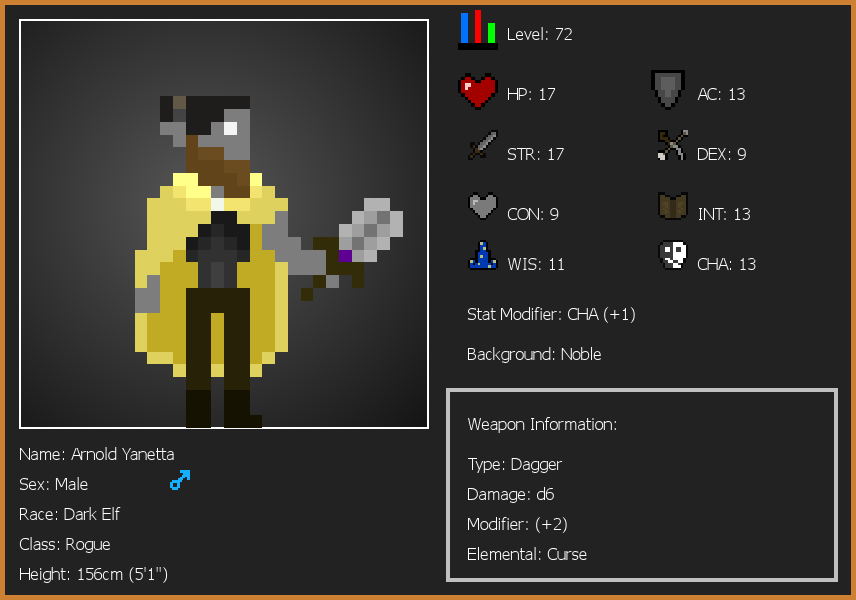 Level: 72
HP: 17
AC: 13
STR: 17
DEX: 9
CON: 9
INT: 13
WIS: 11
CHA: 13
Stat Modifier: CHA (+1)
Background: Noble
Weapon Information:
Type: Dagger
Damage: d6
Modifier: (+2)
Elemental: Curse
Name: Arnold Yanetta
Sex: Male
Race: Dark Elf
Class: Rogue
Height: 156cm (5'1")